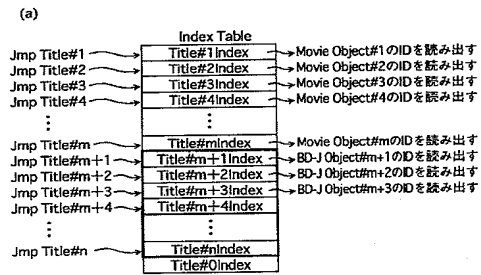 (a)
Index Table
Jmp Title#1 Title#1Index Movie Object#1のIDを読み出す
Jmp Title#2 Title#2Index Movie Object#2のIDを読み出す
Jmp Title#3 Title#3Index Movie Object#3のIDを読み出す
Jmp Title#4 Title#4Index Movie Object#4のIDを読み出す
⋮ ⋮
Jmp Title#m Title#mIndex Movie Object#mのIDを読み出す
Jmp Title#m+1 Title#m+1Index BD-J Object#m+1のIDを読み出す
Jmp Title#m+2 Title#m+2Index BD-J Object#m+2のIDを読み出す
Jmp Title#m+3 Title#m+3Index BD-J Object#m+3のIDを読み出す
Jmp Title#m+4 Title#m+4Index
⋮ ⋮
Jmp Title#n Title#nIndex
Title#0Index